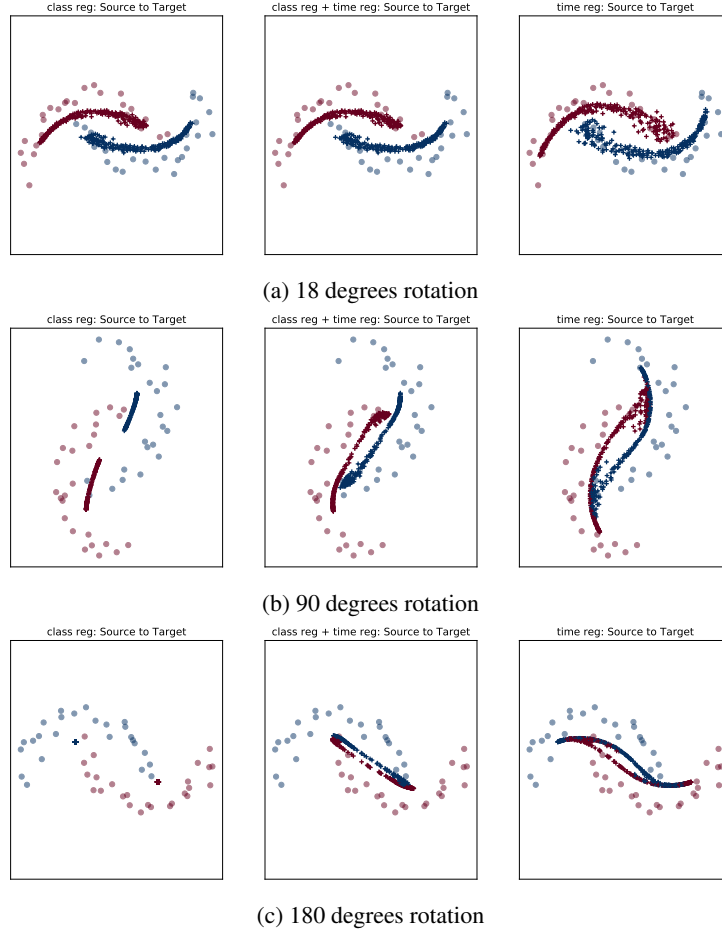 class reg: Source to Target
class reg + time reg: Source to Target
time reg: Source to Target
(a) 18 degrees rotation
class reg: Source to Target
class reg + time reg: Source to Target
time reg: Source to Target
(b) 90 degrees rotation
class reg: Source to Target
class reg + time reg: Source to Target
time reg: Source to Target
(c) 180 degrees rotation